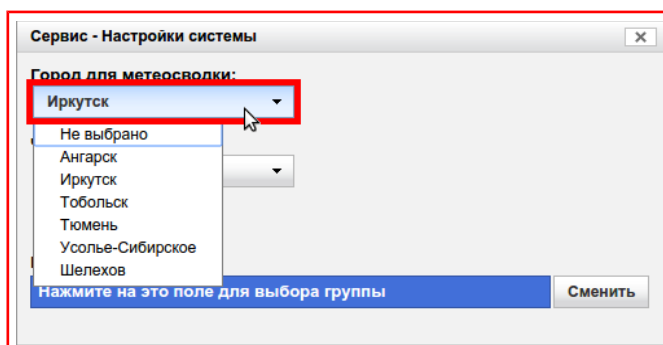 Сервис - Настройки системы
Город для метеосводки:
Иркутск
Не выбрано
Ангарск
Иркутск
Тобольск
Тюмень
Усолье-Сибирское
Шелехов
Нажмите на это поле для выбора группы
Сменить